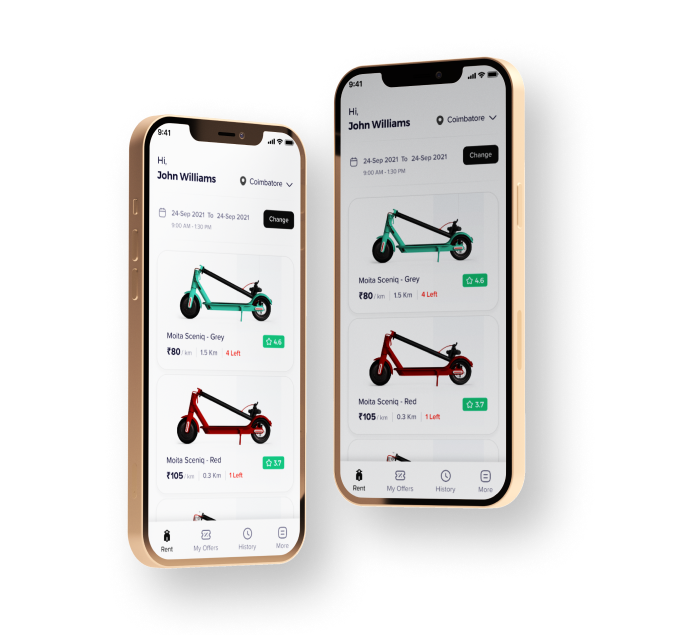 9:41
Hi,
John Williams
Coimbatore
24-Sep 2021 To 24-Sep 2021
9:00 AM - 1:30 PM
Change
Moita Sceniq - Grey
4.6
₹80 / km 1.5 Km 4 Left
Moita Sceniq - Red
3.7
₹105 / km 0.3 Km 1 Left
Rent My Offers History More
9:41
Hi,
John Williams
Coimbatore
24-Sep 2021 To 24-Sep 2021
9:00 AM - 1:30 PM
Change
Moita Sceniq - Grey
4.6
₹80 / km 1.5 Km 4 Left
Moita Sceniq - Red
3.7
₹105 / km 0.3 Km 1 Left
Rent My Offers History More